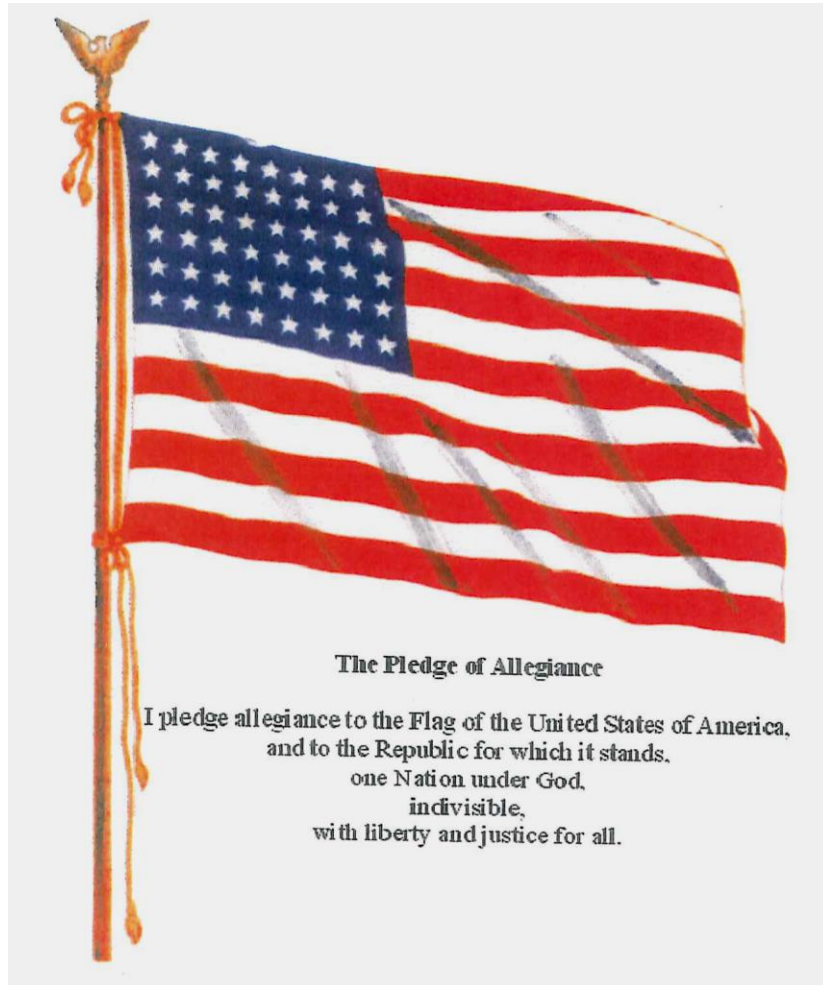 The Pledge of Allegiance
I pledge allegiance to the Flag of the United States of America,
and to the Republic for which it stands,
one Nation under God,
indivisible,
with liberty and justice for all.